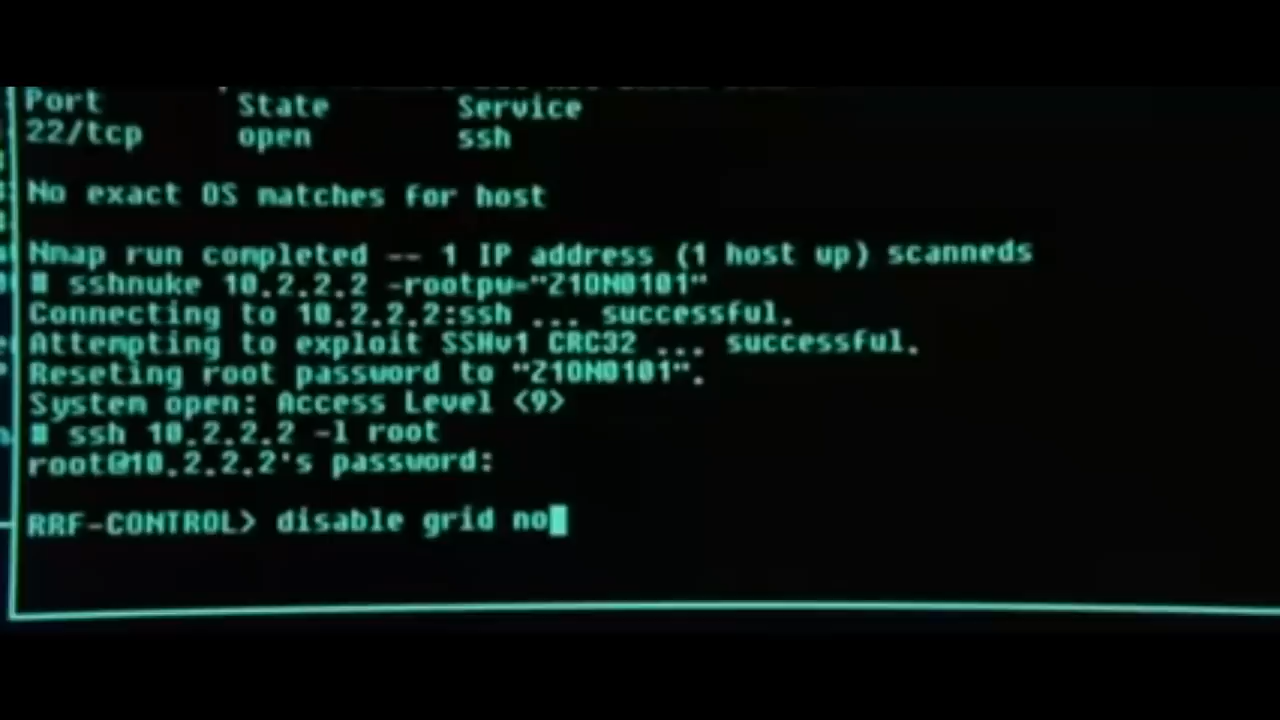 Port State Service
22/tcp open ssh
No exact OS matches for host
Nmap run completed -- 1 IP address (1 host up) scanneds
# sshnuke 10.2.2.2 -rootpw="Z1ON0101"
Connecting to 10.2.2.2:ssh ... successful.
Attempting to exploit SSHv1 CRC32 ... successful.
Reseting root password to "Z1ON0101".
System open: Access Level <9>
# ssh 10.2.2.2 -l root
root@10.2.2.2's password:
RRF-CONTROL> disable grid no